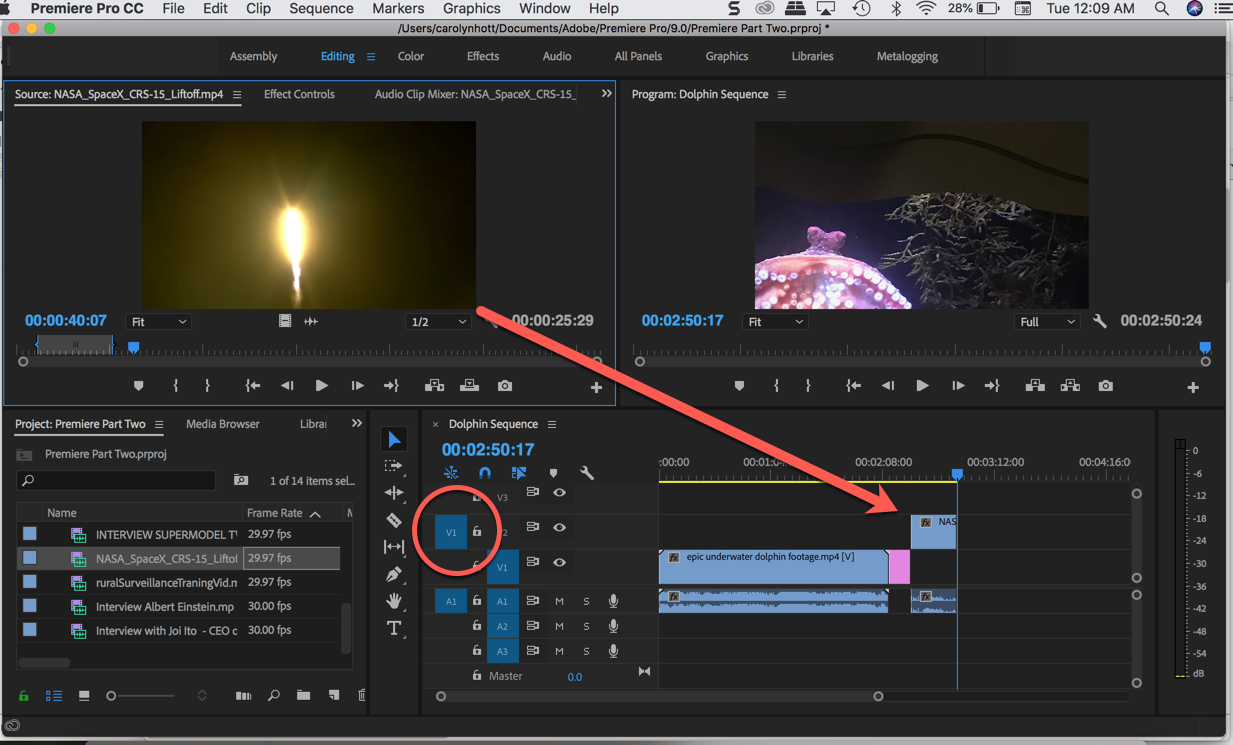 Premiere Pro CC File Edit Clip Sequence Markers Graphics Window Help 28% Tue 12:09 AM
/Users/carolynhott/Documents/Adobe/Premiere Pro/9.0/Premiere Part Two.prproj *
Assembly Editing Color Effects Audio All Panels Graphics Libraries Metalogging
Source: NASA_SpaceX_CRS-15_Liftoff.mp4 Effect Controls Audio Clip Mixer: NASA_SpaceX_CRS-15_ Program: Dolphin Sequence
00:00:40:07 Fit 1/2 00:00:25:29 00:02:50:17 Fit Full 00:02:50:24
Project: Premiere Part Two Media Browser Librai × Dolphin Sequence
Premiere Part Two.prproj 00:02:50:17
1 of 14 items sel...
:00:00 00:01:04 00:02:08:00 00:03:12:00 00:04:16:0
Name Frame Rate M
INTERVIEW SUPERMODEL T 29.97 fps
NASA_SpaceX_CRS-15_Liftof 29.97 fps
ruralSurveillanceTraningVid.m 29.97 fps
Interview Albert Einstein.mp 30.00 fps
Interview with Joi Ito - CEO c 30.00 fps
V3
V1 2 fx NAS
V1 fx epic underwater dolphin footage.mp4 [V]
A1 A1 M S fx fx
A2 M S
A3 M S
Master 0.0
0
-6
-12
-18
-24
-30
-36
-42
-48
-54
dB